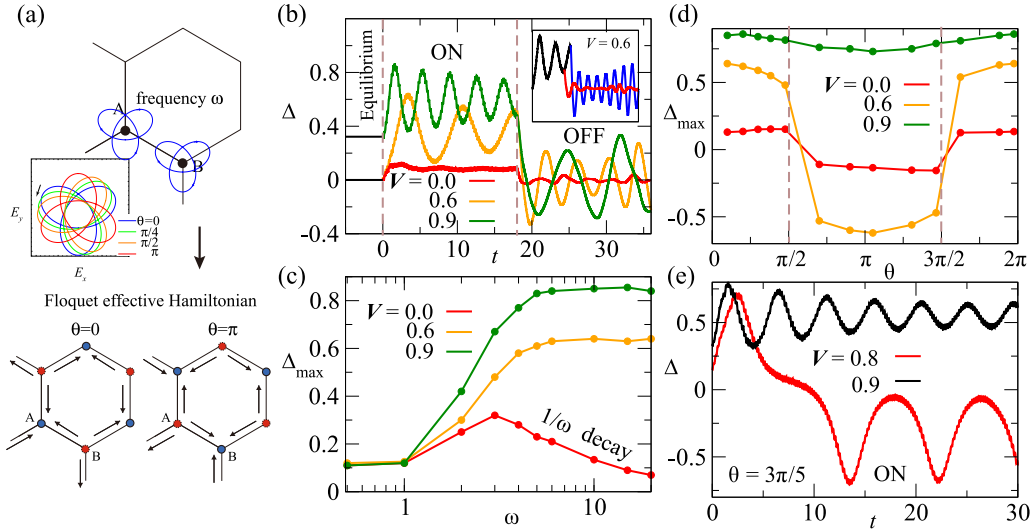 (a)
A
frequency ω
B
E_y
E_x
θ=0
π/4
π/2
π
Floquet effective Hamiltonian
θ=0
θ=π
A
B
A
B
(b)
Δ
0.8
0.4
0
-0.4
Equilibrium
ON
V = 0.6
OFF
V = 0.0
0.6
0.9
0
10
t
20
30
(c)
Δmax
0.8
0.6
0.4
0.2
0
V = 0.0
0.6
0.9
1/ω decay
1
ω
10
(d)
Δmax
0.5
0
-0.5
V = 0.0
0.6
0.9
0
π/2
π
θ
3π/2
2π
(e)
Δ
0.5
0
-0.5
V = 0.8
0.9
θ = 3π/5
ON
0
t
10
20
30